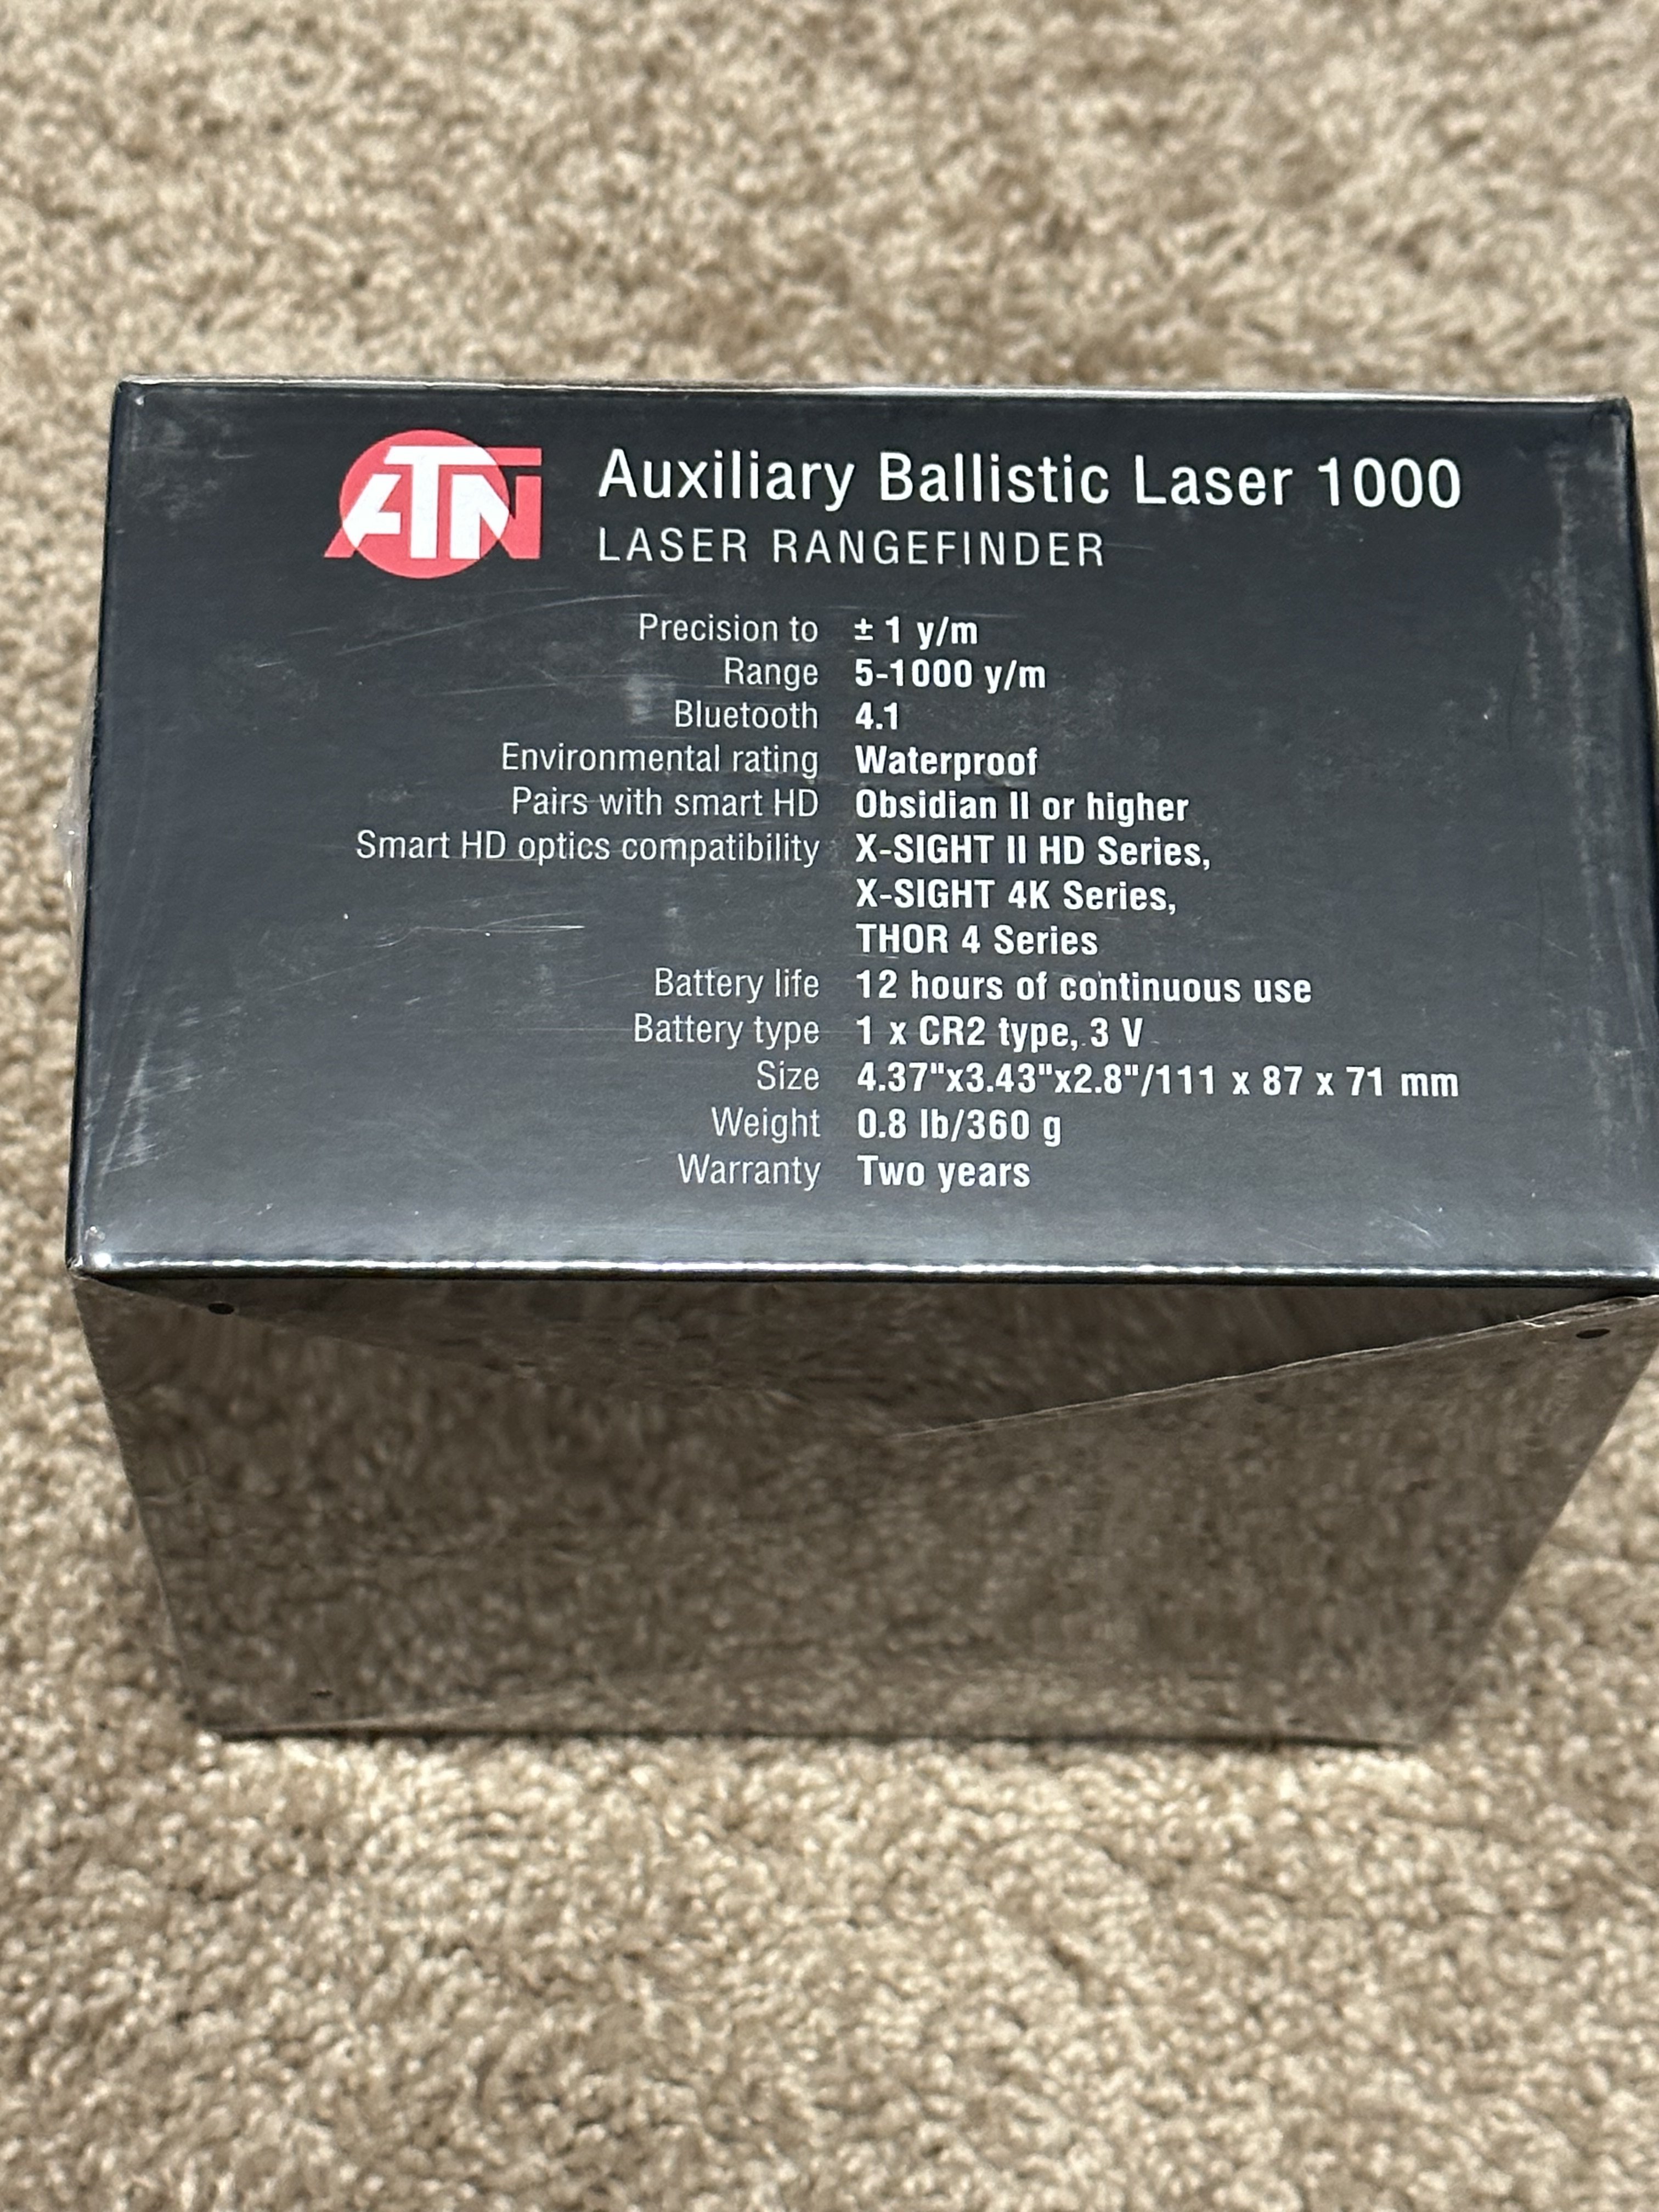 ATN
Auxiliary Ballistic Laser 1000
LASER RANGEFINDER
Precision to ± 1 y/m
Range 5-1000 y/m
Bluetooth 4.1
Environmental rating Waterproof
Pairs with smart HD Obsidian II or higher
Smart HD optics compatibility X-SIGHT II HD Series,
X-SIGHT 4K Series,
THOR 4 Series
Battery life 12 hours of continuous use
Battery type 1 x CR2 type, 3 V
Size 4.37"x3.43"x2.8"/111 x 87 x 71 mm
Weight 0.8 lb/360 g
Warranty Two years